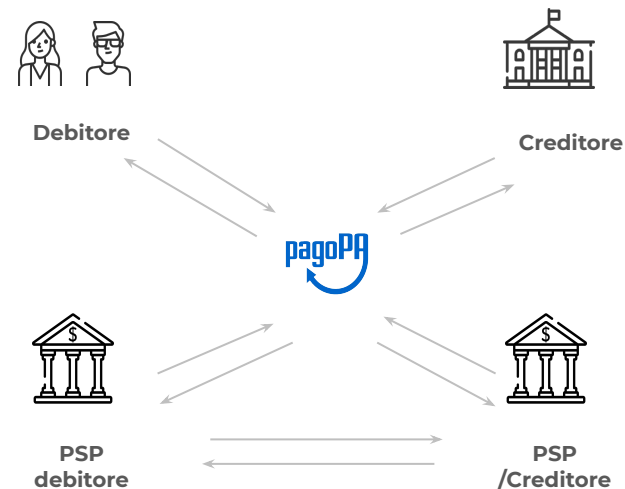 Debitore
Creditore
pagoPA
$
$
PSP
debitore
PSP
/Creditore